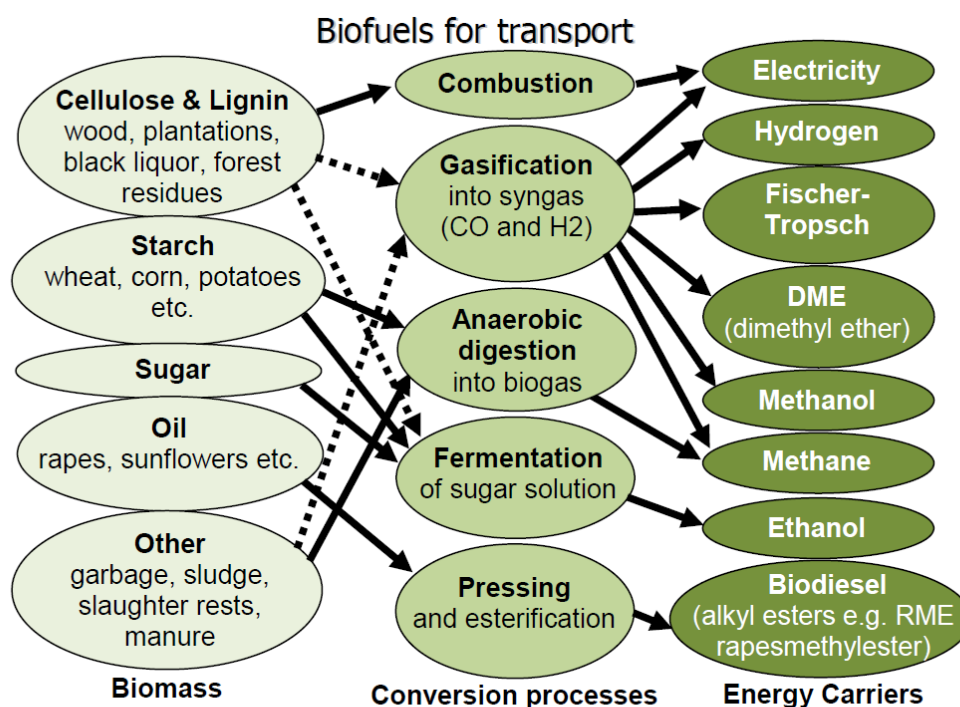 Biofuels for transport
Cellulose & Lignin
wood, plantations,
black liquor, forest
residues
Starch
wheat, corn, potatoes
etc.
Sugar
Oil
rapes, sunflowers etc.
Other
garbage, sludge,
slaughter rests,
manure
Biomass
Combustion
Gasification
into syngas
(CO and H2)
Anaerobic
digestion
into biogas
Fermentation
of sugar solution
Pressing
and esterification
Conversion processes
Electricity
Hydrogen
Fischer-
Tropsch
DME
(dimethyl ether)
Methanol
Methane
Ethanol
Biodiesel
(alkyl esters e.g. RME
rapesmethylester)
Energy Carriers